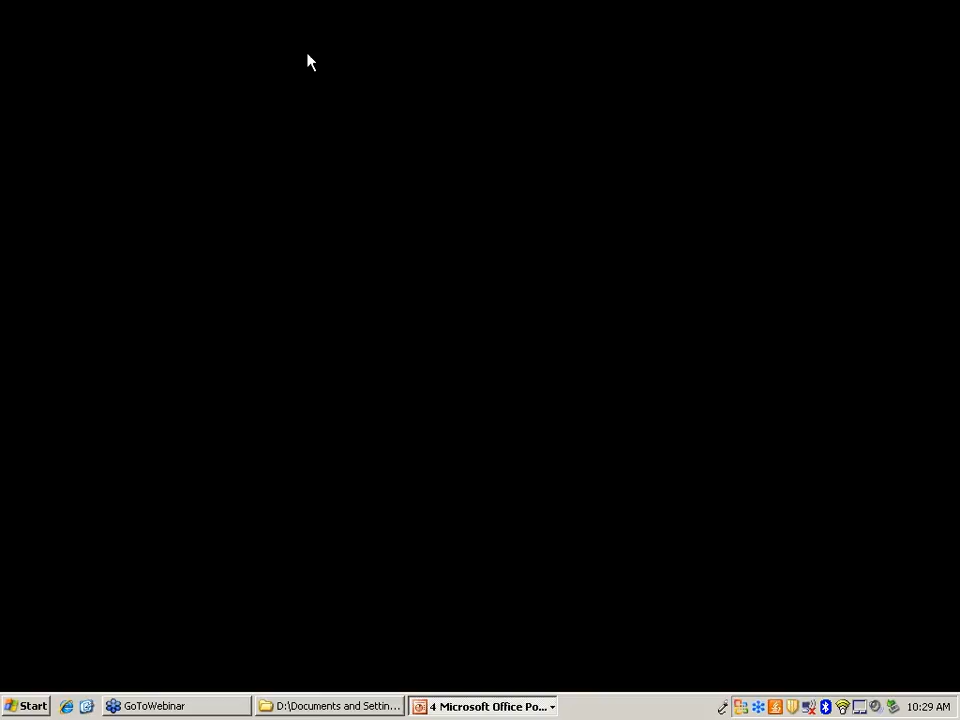 Start
GoToWebinar
D:\Documents and Settin...
4 Microsoft Office Po...
10:29 AM